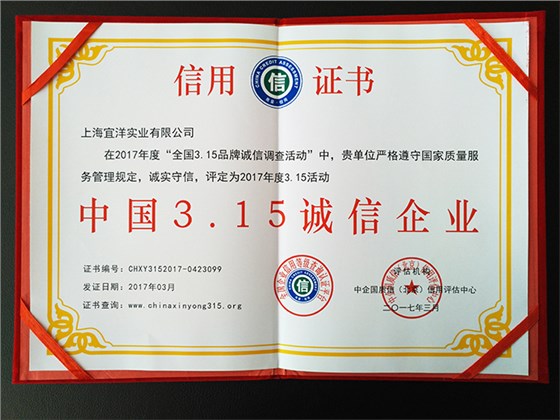 信用 证书
CHINA CREDIT ASSESSMENT
信
上海宜洋实业有限公司
在2017年度“全国3.15品牌诚信调查活动”中，贵单位严格遵守国家质量服
务管理规定，诚实守信，评定为2017年度3.15活动
中国3.15诚信企业
证书编号：CHXY3152017-0423099
发证日期：2017年03月
证书查询：www.chinaxinyong315.org
信
评估机构
中企国质信（北京）信用评估中心
二〇一七年三月